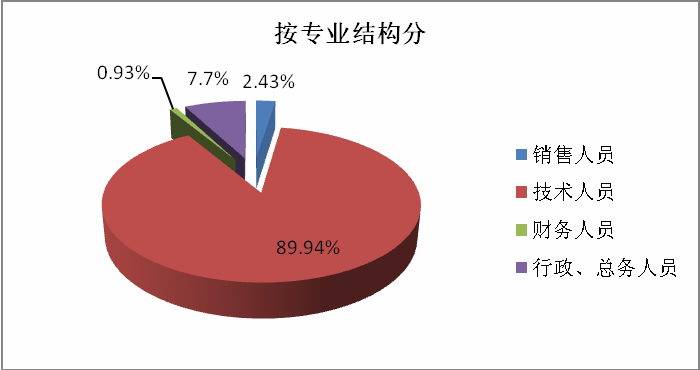 按专业结构分
0.93%
7.7%
2.43%
89.94%
销售人员
技术人员
财务人员
行政、总务人员